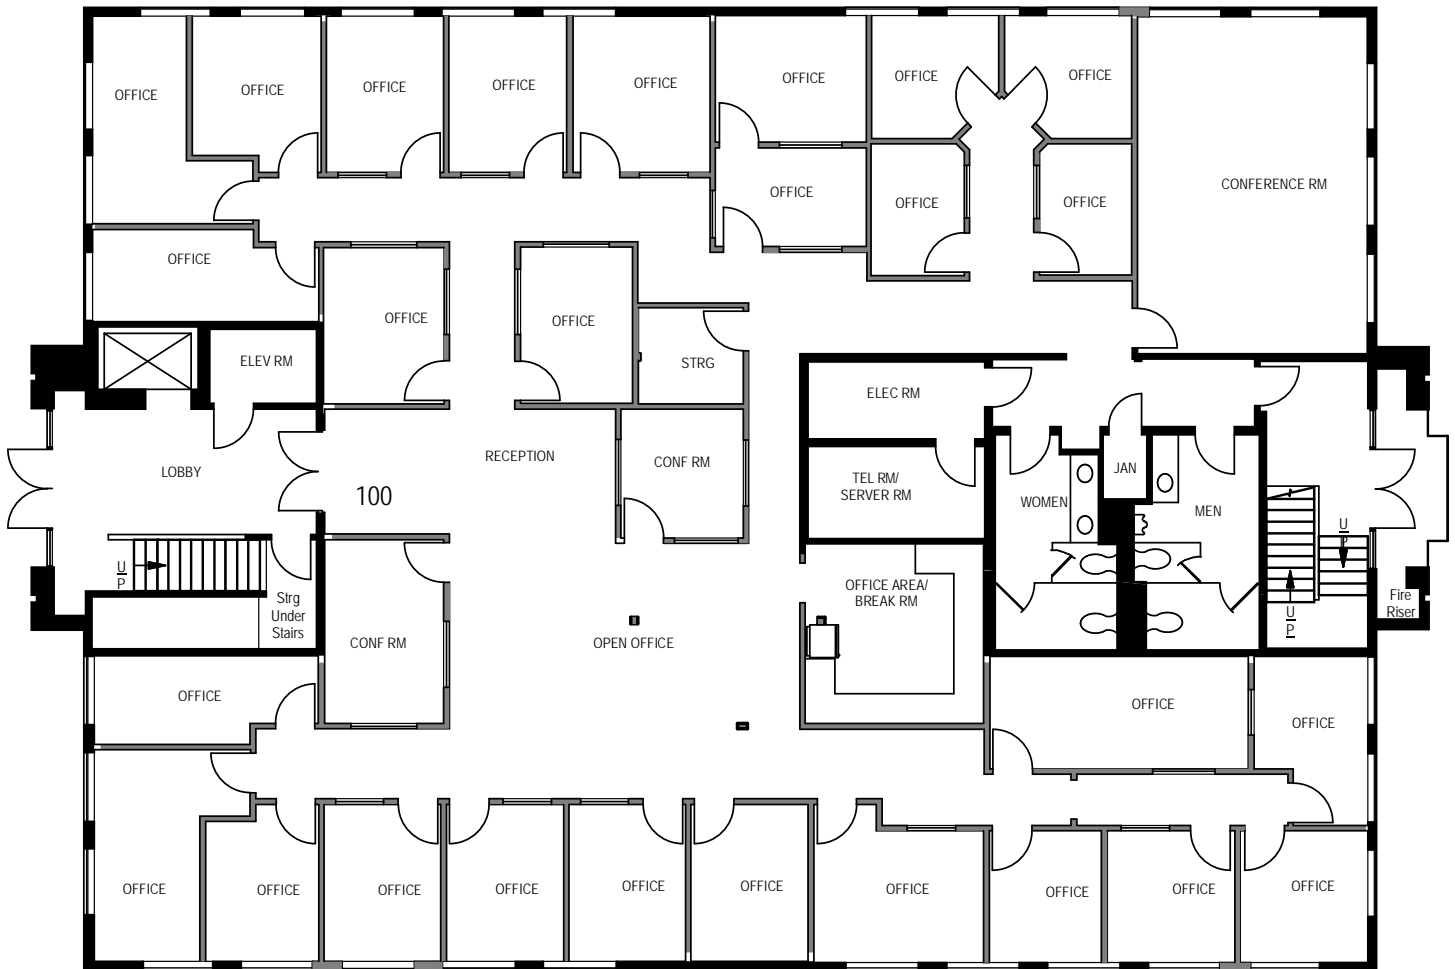 OFFICE
OFFICE
OFFICE
OFFICE
OFFICE
OFFICE
OFFICE
OFFICE
OFFICE
OFFICE
OFFICE
CONFERENCE RM
OFFICE
OFFICE
OFFICE
OFFICE
ELEV RM
STRG
ELEC RM
LOBBY
RECEPTION
CONF RM
100
TEL RM/
SERVER RM
JAN
WOMEN
MEN
U
P
U
P
U
P
Strg
Under
Stairs
OFFICE AREA/
BREAK RM
Fire
Riser
CONF RM
OPEN OFFICE
OFFICE
OFFICE
OFFICE
OFFICE
OFFICE
OFFICE
OFFICE
OFFICE
OFFICE
OFFICE
OFFICE
OFFICE
OFFICE